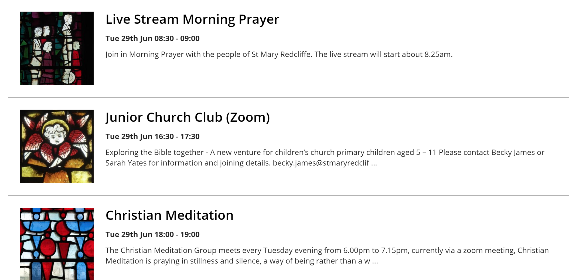 Live Stream Morning Prayer
Tue 29th Jun 08:30 - 09:00
Join in Morning Prayer with the people of St Mary Redcliffe. The live stream will start about 8.25am.
Junior Church Club (Zoom)
Tue 29th Jun 16:30 - 17:30
Exploring the Bible together - A new venture for children's church primary children aged 5 – 11 Please contact Becky James or
Sarah Yates for information and joining details. becky.james@stmaryredclif ...
Christian Meditation
Tue 29th Jun 18:00 - 19:00
The Christian Meditation Group meets every Tuesday evening from 6.00pm to 7.15pm, currently via a zoom meeting, Christian
Meditation is praying in stillness and silence, a way of being rather than a w ...